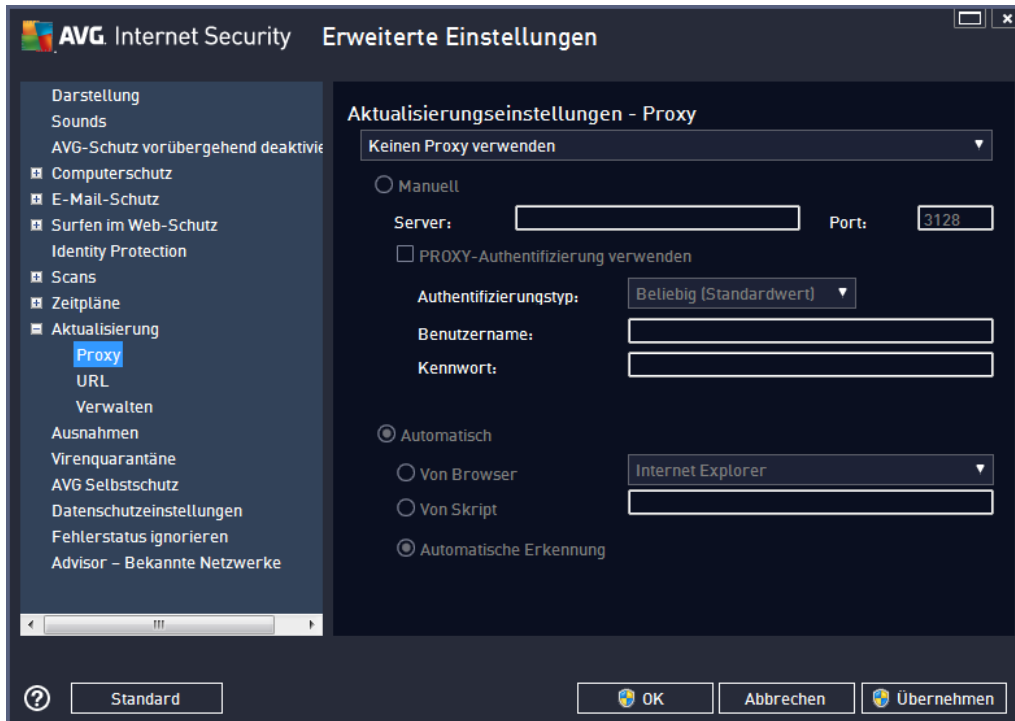 AVG. Internet Security Erweiterte Einstellungen
Darstellung
Sounds
AVG-Schutz vorübergehend deaktivie
Computerschutz
E-Mail-Schutz
Surfen im Web-Schutz
Identity Protection
Scans
Zeitpläne
Aktualisierung
Proxy
URL
Verwalten
Ausnahmen
Virenquarantäne
AVG Selbstschutz
Datenschutzeinstellungen
Fehlerstatus ignorieren
Advisor – Bekannte Netzwerke
Aktualisierungseinstellungen - Proxy
Keinen Proxy verwenden
Manuell
Server: Port: 3128
PROXY-Authentifizierung verwenden
Authentifizierungstyp: Beliebig (Standardwert)
Benutzername:
Kennwort:
Automatisch
Von Browser Internet Explorer
Von Skript
Automatische Erkennung
? Standard OK Abbrechen Übernehmen